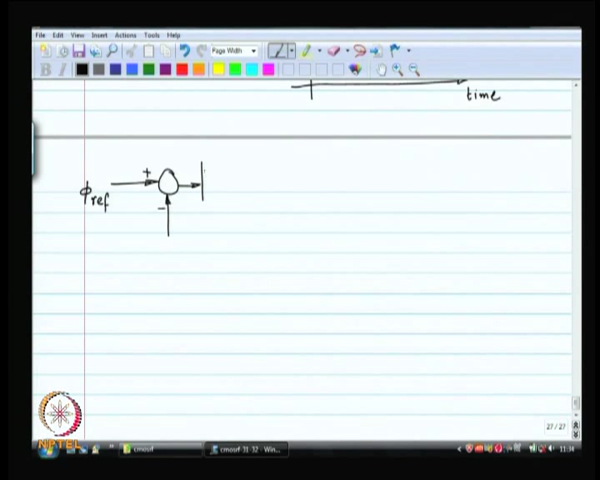 File Edit View Insert Actions Tools Help
Page Width
B I
time
+
ϕref
−
27 / 27
NPTEL
cmosrf
cmosrf-31-32 - Win...
11:34